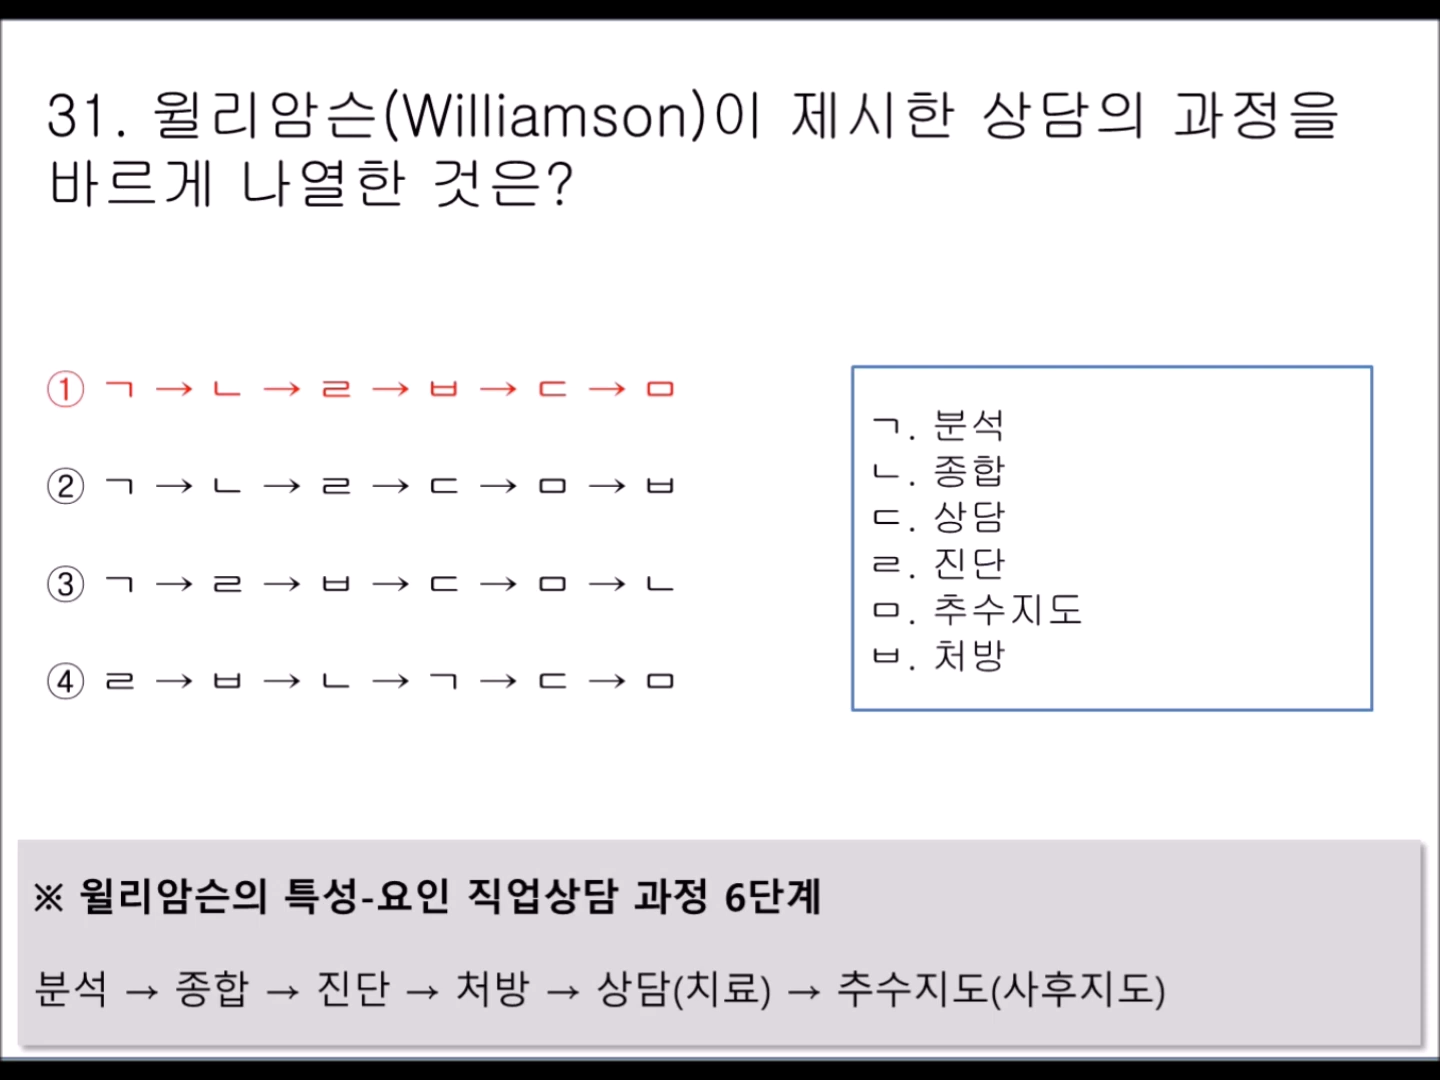 31. 윌리암슨(Williamson)이 제시한 상담의 과정을
바르게 나열한 것은?
① ㄱ → ㄴ → ㄹ → ㅂ → ㄷ → ㅁ
② ㄱ → ㄴ → ㄹ → ㄷ → ㅁ → ㅂ
③ ㄱ → ㄹ → ㅂ → ㄷ → ㅁ → ㄴ
④ ㄹ → ㅂ → ㄴ → ㄱ → ㄷ → ㅁ
ㄱ. 분석
ㄴ. 종합
ㄷ. 상담
ㄹ. 진단
ㅁ. 추수지도
ㅂ. 처방
※ 윌리암슨의 특성-요인 직업상담 과정 6단계
분석 → 종합 → 진단 → 처방 → 상담(치료) → 추수지도(사후지도)